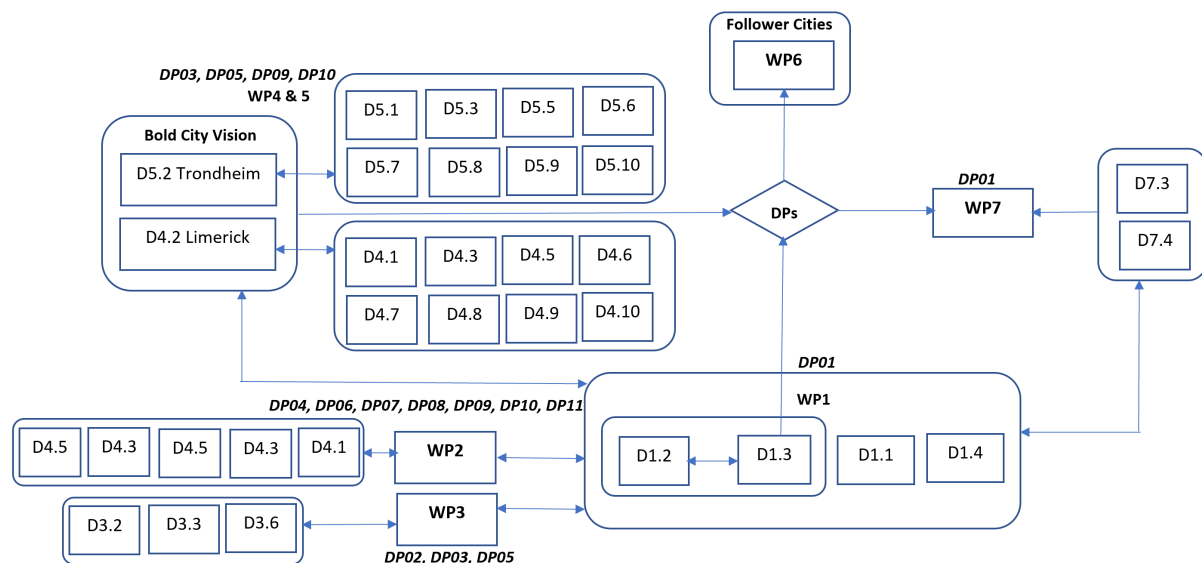 Follower Cities
WP6
DP03, DP05, DP09, DP10
WP4 & 5
D5.1 D5.3 D5.5 D5.6
D5.7 D5.8 D5.9 D5.10
Bold City Vision
D5.2 Trondheim
D4.2 Limerick
D4.1 D4.3 D4.5 D4.6
D4.7 D4.8 D4.9 D4.10
DPs
DP01
WP7
D7.3
D7.4
DP01
WP1
D1.2 D1.3 D1.1 D1.4
DP04, DP06, DP07, DP08, DP09, DP10, DP11
D4.5 D4.3 D4.5 D4.3 D4.1
WP2
D3.2 D3.3 D3.6
WP3
DP02, DP03, DP05